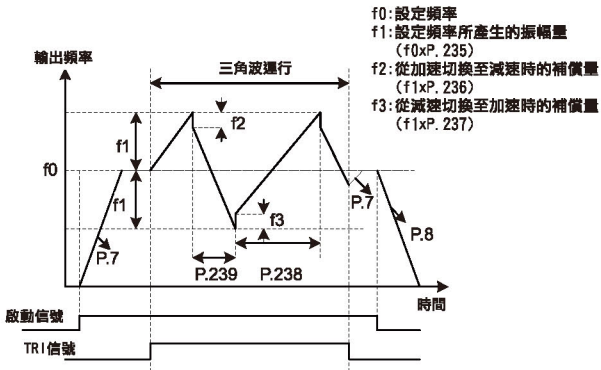 f0:設定頻率
f1:設定頻率所產生的振幅量
(f0xP.235)
f2:從加速切換至減速時的補償量
(f1xP.236)
f3:從減速切換至加速時的補償量
(f1xP.237)
輸出頻率
三角波運行
f2
f1
f0
f1
f3
P.7
P.7
P.8
P.239
P.238
時間
啟動信號
TRI信號